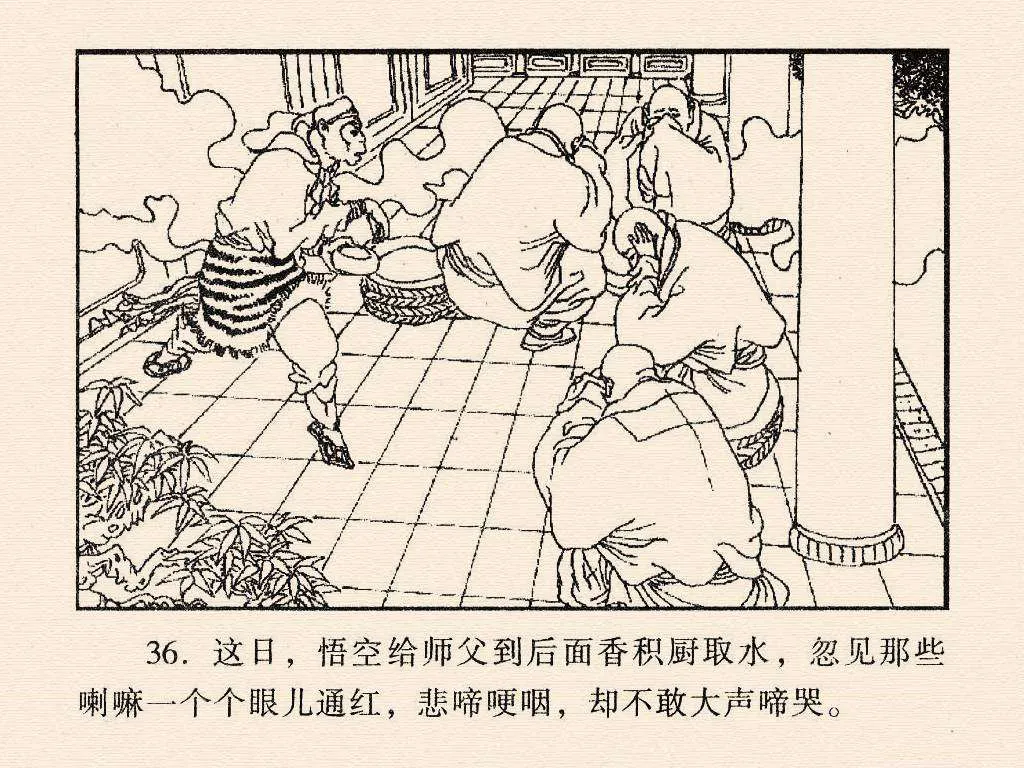 36. 这日，悟空给师父到后面香积厨取水，忽见那些
喇嘛一个个眼儿通红，悲啼哽咽，却不敢大声啼哭。